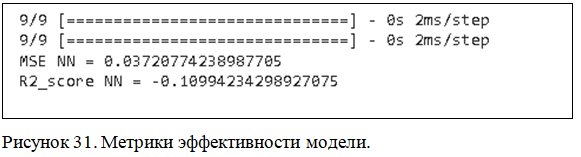 9/9 [==============================] - 0s 2ms/step
9/9 [==============================] - 0s 2ms/step
MSE NN = 0.03720774238987705
R2_score NN = -0.10994234298927075
Рисунок 31. Метрики эффективности модели.